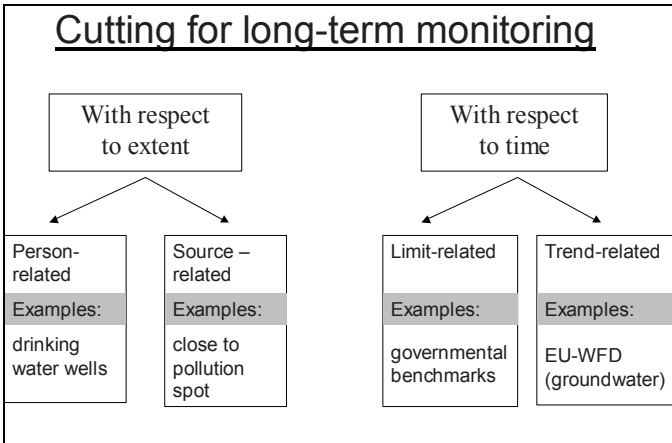 Cutting for long-term monitoring
With respect
to extent
With respect
to time
Person-
related
Examples:
drinking
water wells
Source –
related
Examples:
close to
pollution
spot
Limit-related
Examples:
governmental
benchmarks
Trend-related
Examples:
EU-WFD
(groundwater)